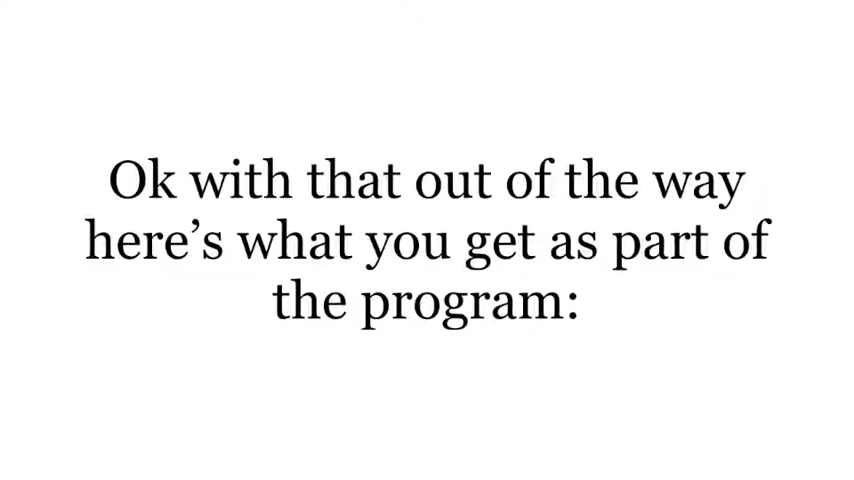 Ok with that out of the way
here’s what you get as part of
the program: